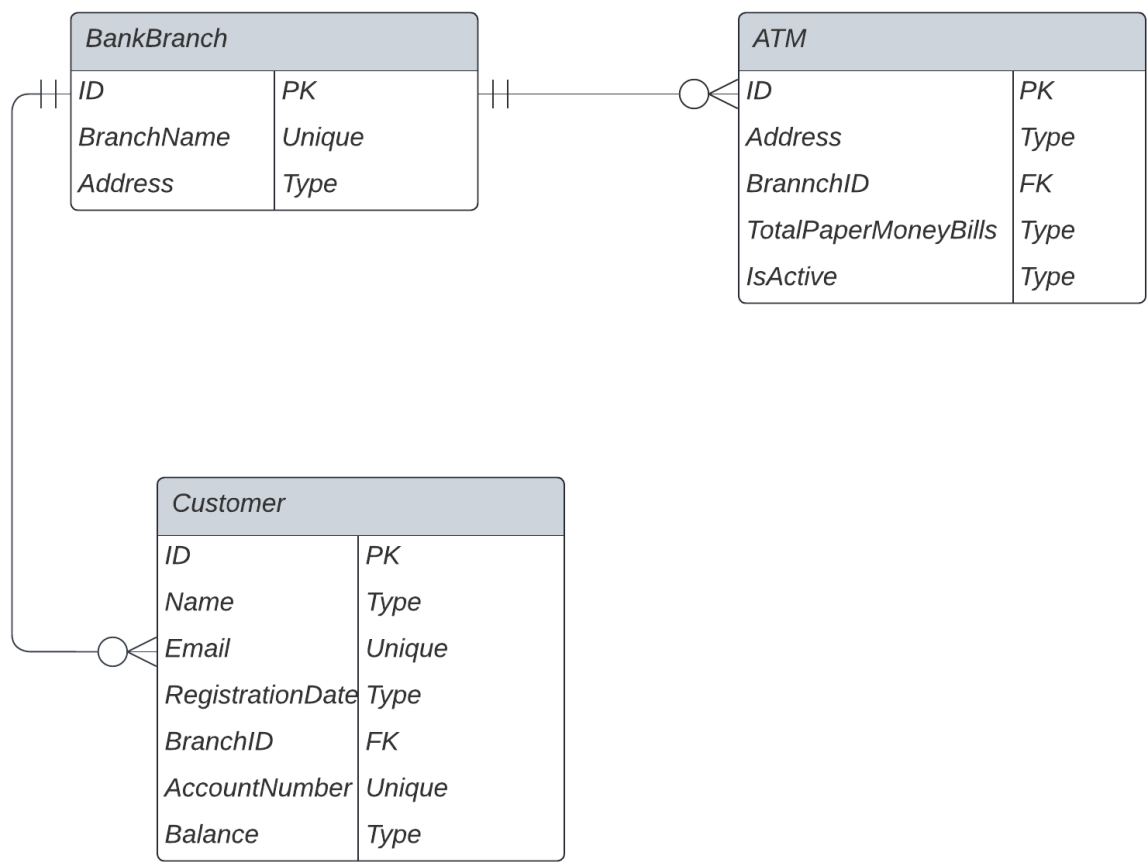 BankBranch
ID PK
BranchName Unique
Address Type
ATM
ID PK
Address Type
BrannchID FK
TotalPaperMoneyBills Type
IsActive Type
Customer
ID PK
Name Type
Email Unique
RegistrationDate Type
BranchID FK
AccountNumber Unique
Balance Type